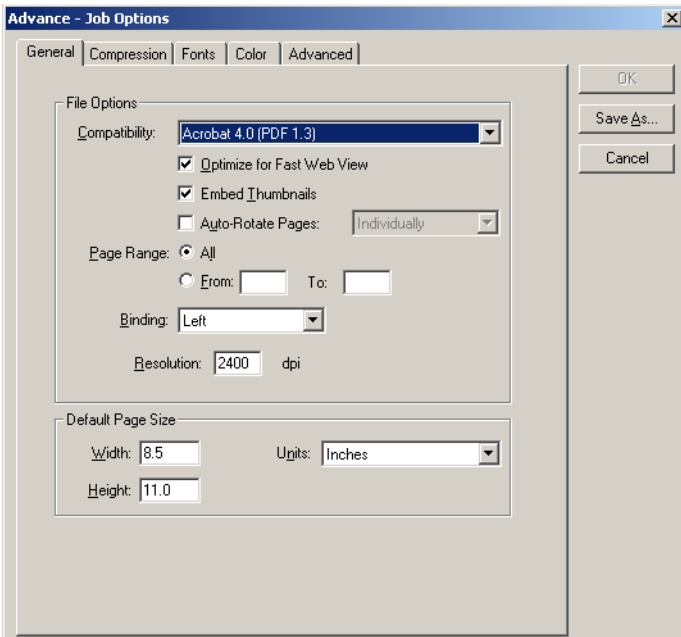 Advance - Job Options
General Compression Fonts Color Advanced
OK
Save As...
Cancel
File Options
Compatibility: Acrobat 4.0 (PDF 1.3)
Optimize for Fast Web View
Embed Thumbnails
Auto-Rotate Pages: Individually
Page Range: All
From: To:
Binding: Left
Resolution: 2400 dpi
Default Page Size
Width: 8.5 Units: Inches
Height: 11.0